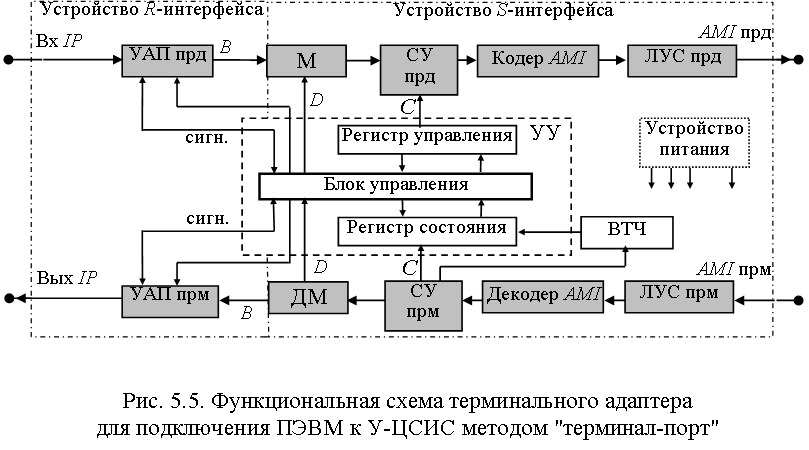 Устройство R-интерфейса
Устройство S-интерфейса
Вх IP
УАП прд
B
М
СУ
прд
Кодер AMI
ЛУС прд
AMI прд
D
C
сигн.
Регистр управления
УУ
Устройство
питания
Блок управления
сигн.
Регистр состояния
ВТЧ
D
C
Вых IP
УАП прм
B
ДМ
СУ
прм
Декодер AMI
ЛУС прм
AMI прм
Рис. 5.5. Функциональная схема терминального адаптера
для подключения ПЭВМ к У-ЦСИС методом "терминал-порт"